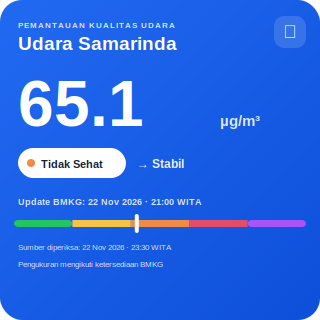 PEMANTAUAN KUALITAS UDARA
Udara Samarinda
65.1 µg/m³
Tidak Sehat → Stabil
Update BMKG: 22 Nov 2026 · 21:00 WITA
Sumber diperiksa: 22 Nov 2026 · 23:30 WITA
Pengukuran mengikuti ketersediaan BMKG